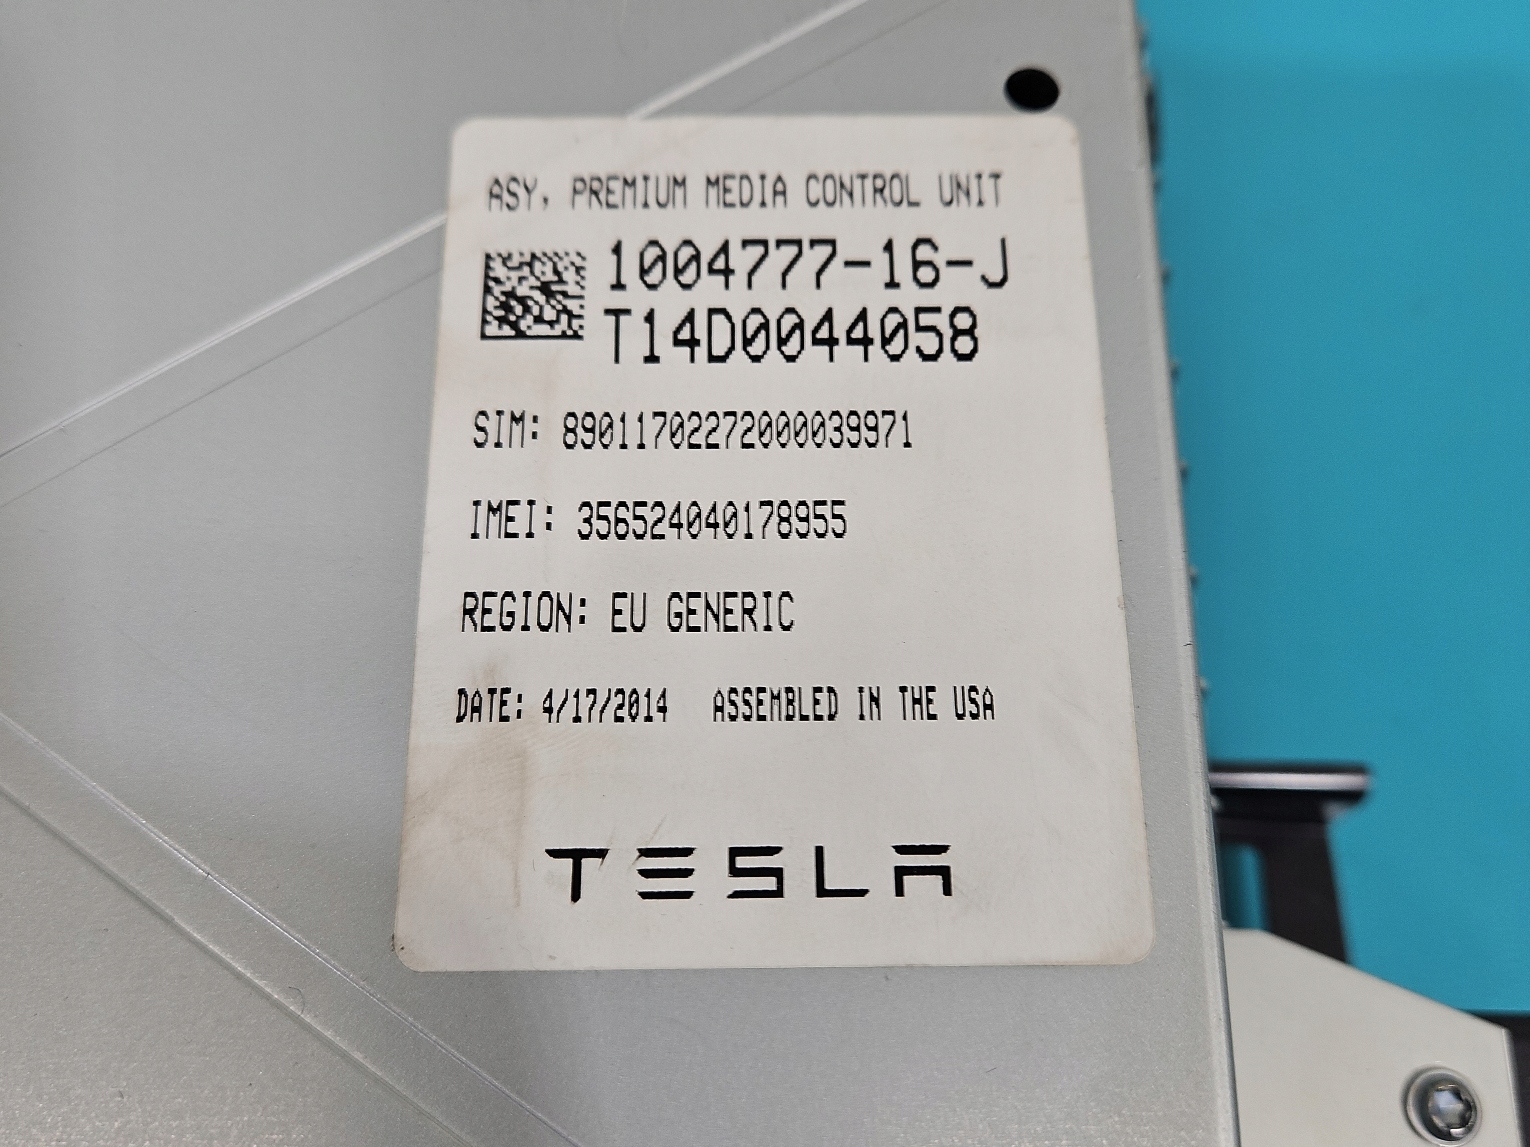 ASY, PREMIUM MEDIA CONTROL UNIT
1004777-16-J
T14D0044058
SIM: 89011702272000039971
IMEI: 356524040178955
REGION: EU GENERIC
DATE: 4/17/2014 ASSEMBLED IN THE USA
TESLA